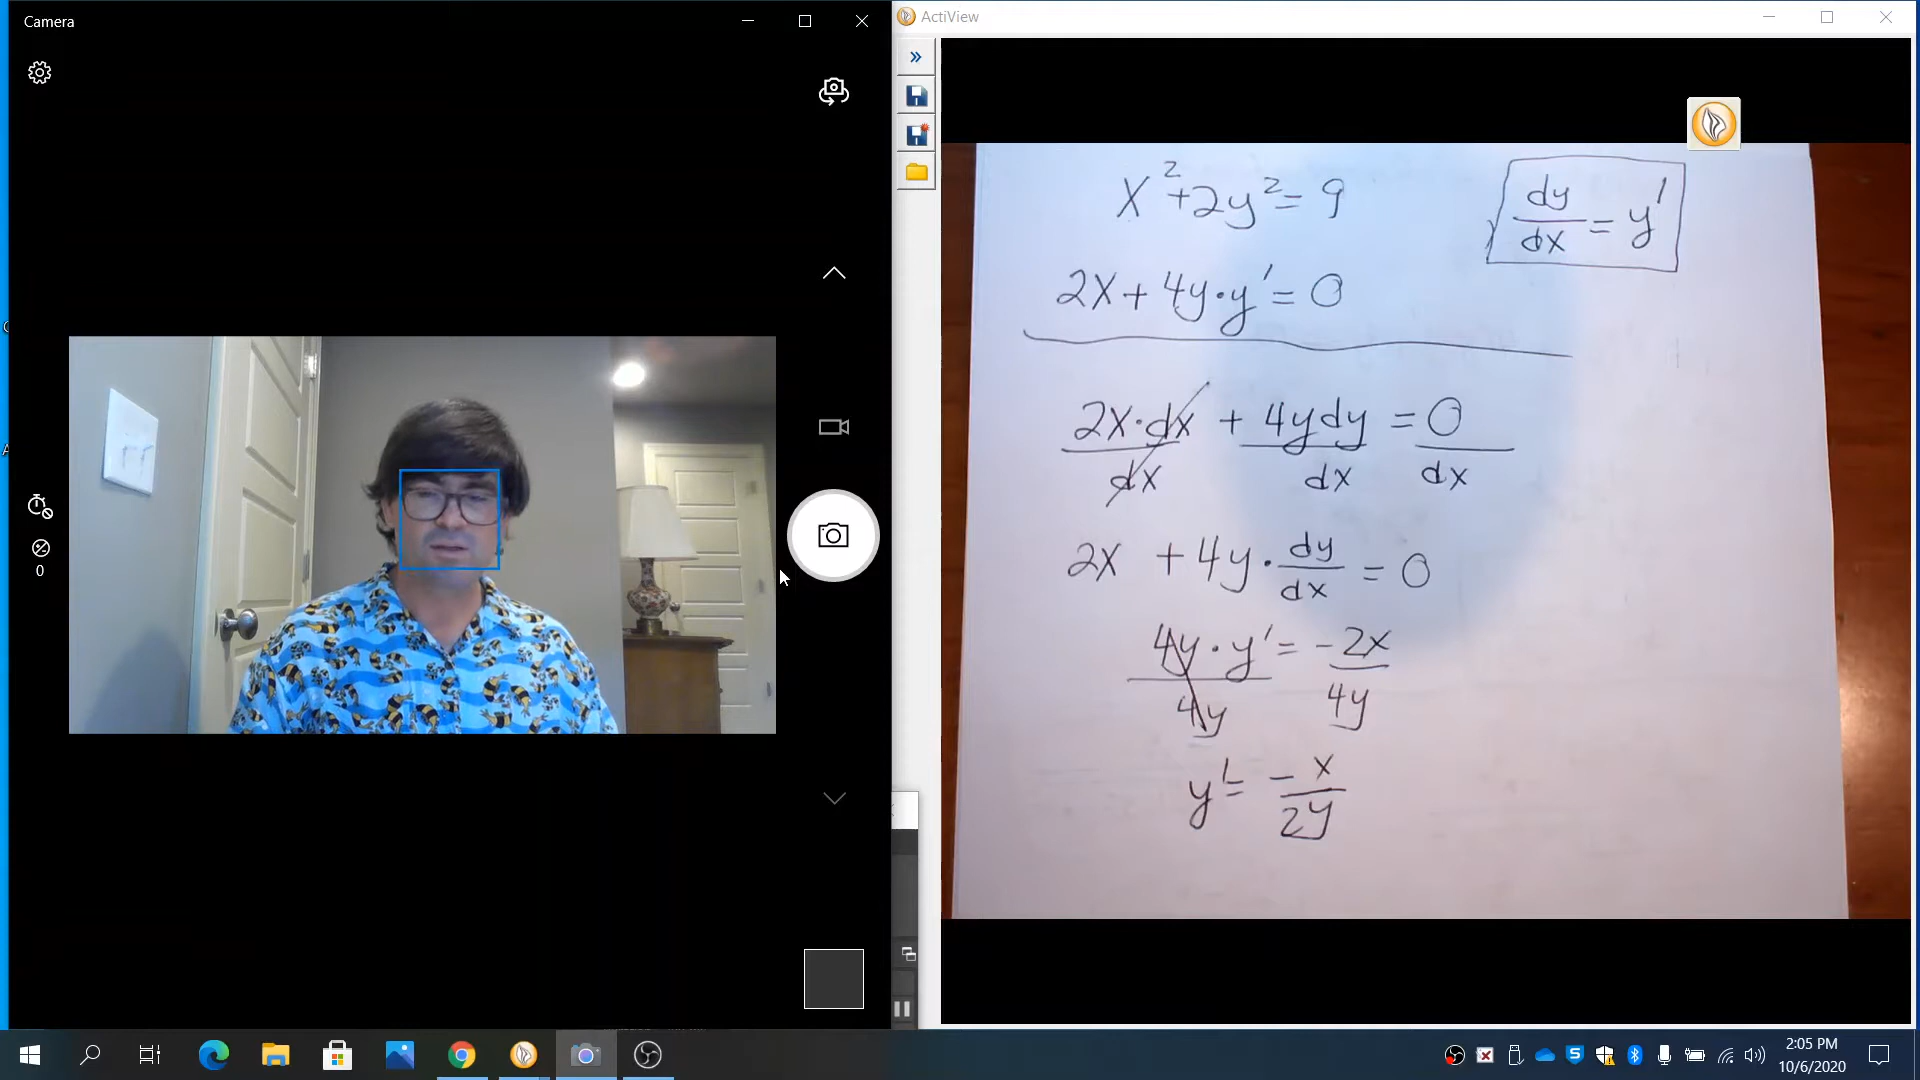 Camera
0
ActiView
x²+2y²=9
dy/dx = y'
2x+4y·y'=0
2x·dx/dx + 4ydy/dx = 0/dx
2x +4y·dy/dx = 0
4y·y'/4y = -2x/4y
y'= -x/2y
2:05 PM
10/6/2020